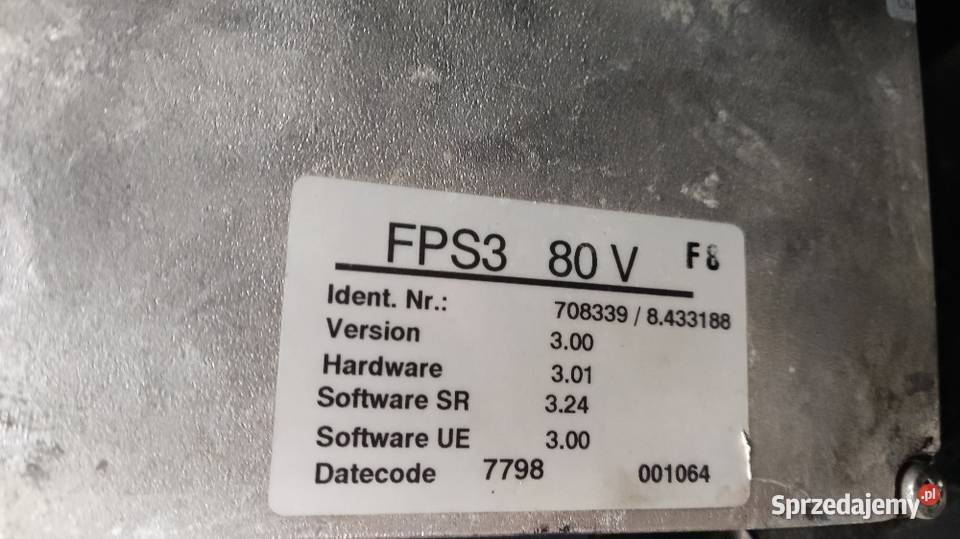 FPS3 80 V F8
Ident. Nr.: 708339 / 8.433188
Version 3.00
Hardware 3.01
Software SR 3.24
Software UE 3.00
Datecode 7798 001064
Sprzedajemy.pl